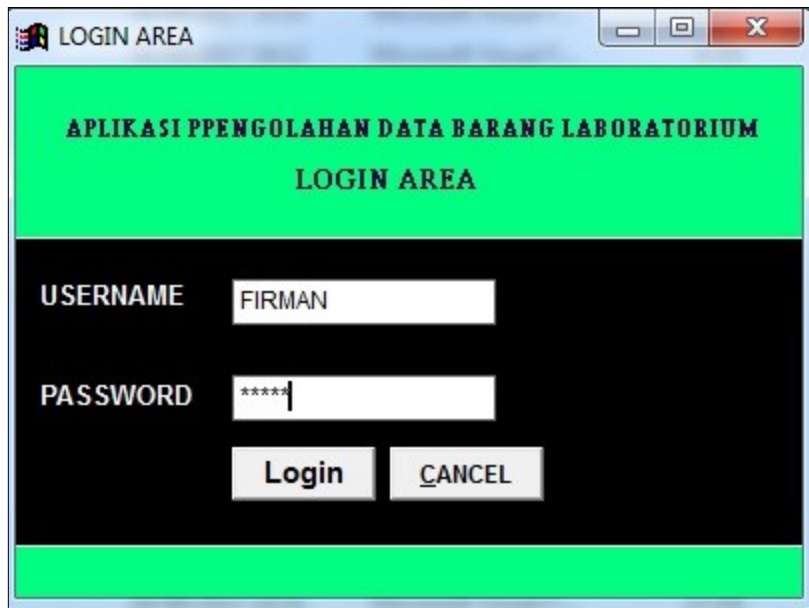 LOGIN AREA
APLIKASI PPENGOLAHAN DATA BARANG LABORATORIUM
LOGIN AREA
USERNAME FIRMAN
PASSWORD *****
Login CANCEL